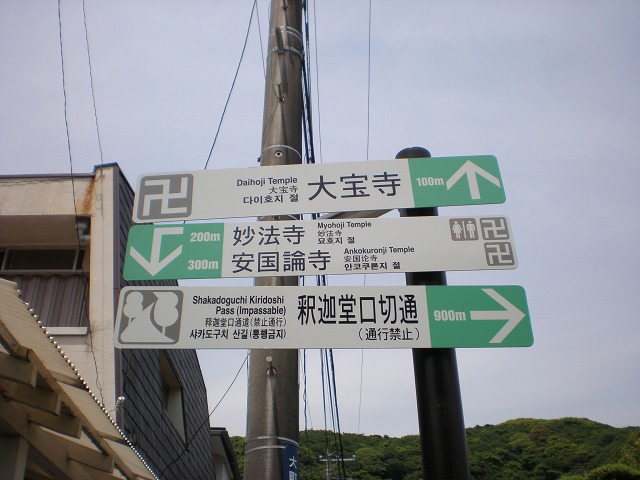 Daihoji Temple
大宝寺
다이호지 절
大宝寺
100m
200m
妙法寺
Myohoji Temple
妙法寺
묘호지 절
300m
安国論寺
Ankokuronji Temple
安国论寺
안코쿠론지 절
Shakadoguchi Kiridoshi
Pass (Impassable)
釈迦堂口通道(禁止通行)
샤카도구치 산길(통행금지)
釈迦堂口切通
(通行禁止)
900m
大町